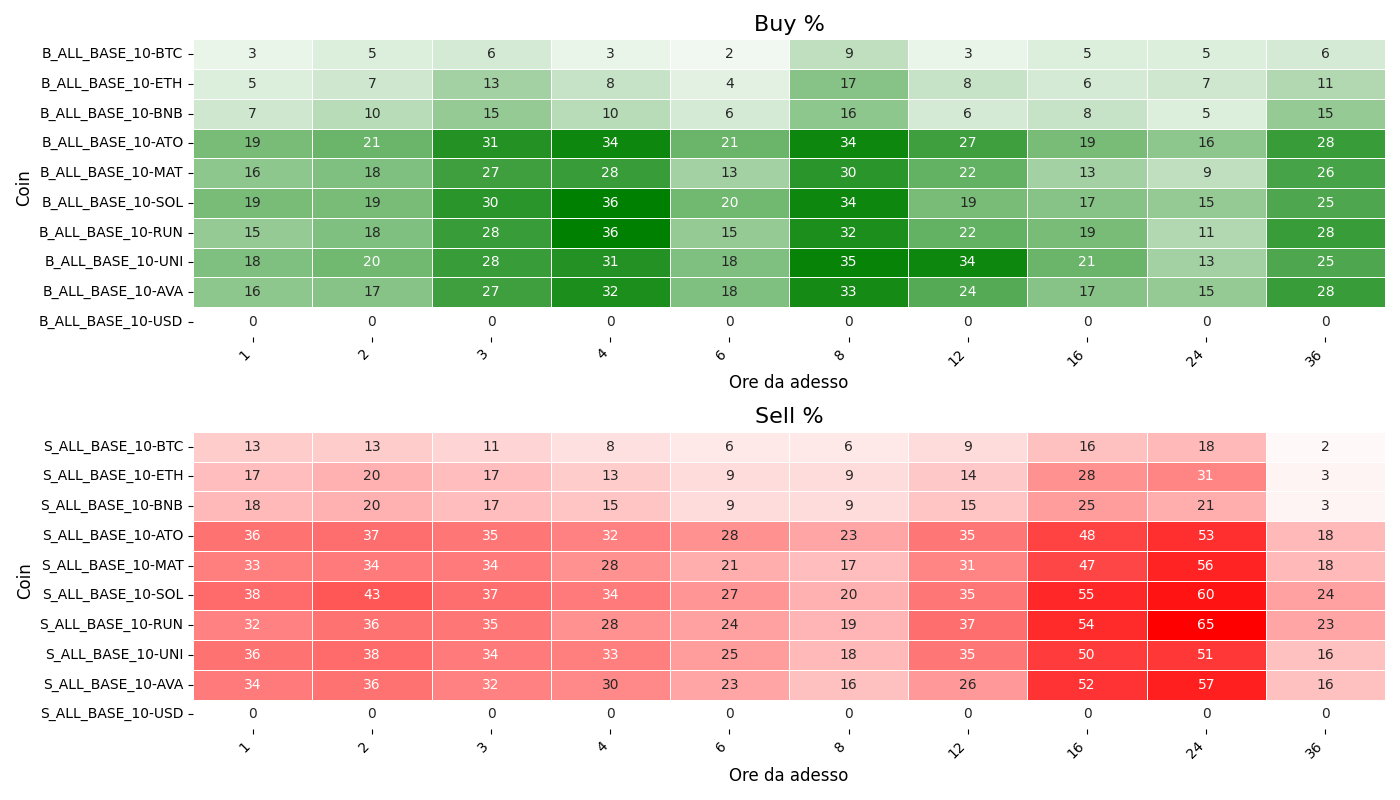 Buy %
Coin
B_ALL_BASE_10-BTC 3 5 6 3 2 9 3 5 5 6
B_ALL_BASE_10-ETH 5 7 13 8 4 17 8 6 7 11
B_ALL_BASE_10-BNB 7 10 15 10 6 16 6 8 5 15
B_ALL_BASE_10-ATO 19 21 31 34 21 34 27 19 16 28
B_ALL_BASE_10-MAT 16 18 27 28 13 30 22 13 9 26
B_ALL_BASE_10-SOL 19 19 30 36 20 34 19 17 15 25
B_ALL_BASE_10-RUN 15 18 28 36 15 32 22 19 11 28
B_ALL_BASE_10-UNI 18 20 28 31 18 35 34 21 13 25
B_ALL_BASE_10-AVA 16 17 27 32 18 33 24 17 15 28
B_ALL_BASE_10-USD 0 0 0 0 0 0 0 0 0 0
1 2 3 4 6 8 12 16 24 36
Ore da adesso
Sell %
Coin
S_ALL_BASE_10-BTC 13 13 11 8 6 6 9 16 18 2
S_ALL_BASE_10-ETH 17 20 17 13 9 9 14 28 31 3
S_ALL_BASE_10-BNB 18 20 17 15 9 9 15 25 21 3
S_ALL_BASE_10-ATO 36 37 35 32 28 23 35 48 53 18
S_ALL_BASE_10-MAT 33 34 34 28 21 17 31 47 56 18
S_ALL_BASE_10-SOL 38 43 37 34 27 20 35 55 60 24
S_ALL_BASE_10-RUN 32 36 35 28 24 19 37 54 65 23
S_ALL_BASE_10-UNI 36 38 34 33 25 18 35 50 51 16
S_ALL_BASE_10-AVA 34 36 32 30 23 16 26 52 57 16
S_ALL_BASE_10-USD 0 0 0 0 0 0 0 0 0 0
1 2 3 4 6 8 12 16 24 36
Ore da adesso